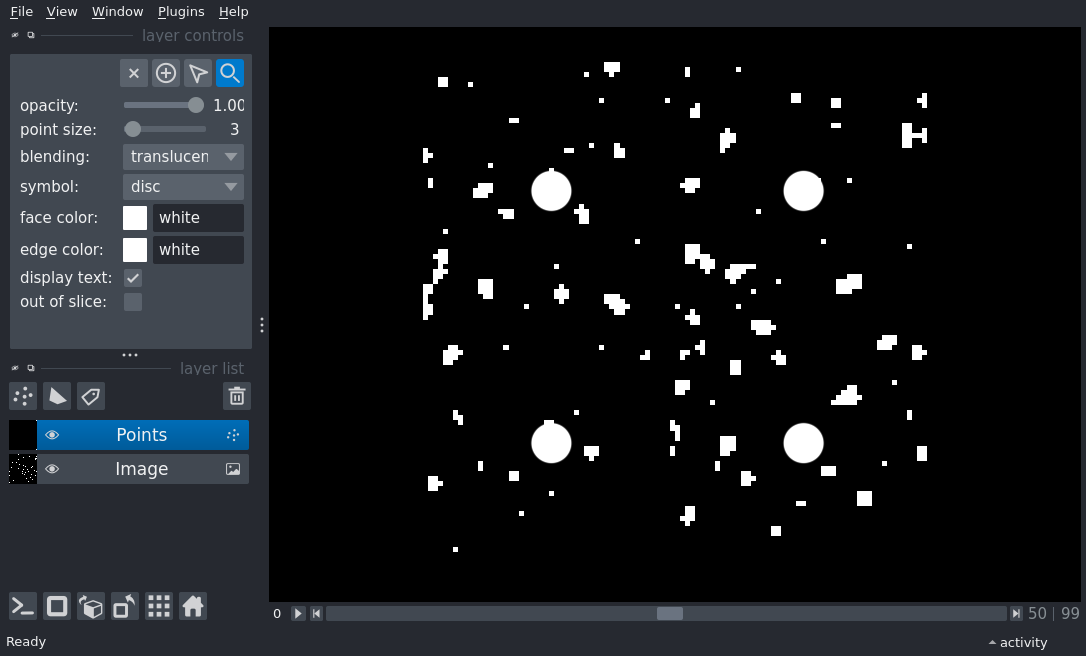 File View Window Plugins Help
layer controls
opacity: 1.00
point size: 3
blending: translucen
symbol: disc
face color: white
edge color: white
display text:
out of slice:
layer list
Points
Image
0 50 | 99
Ready activity